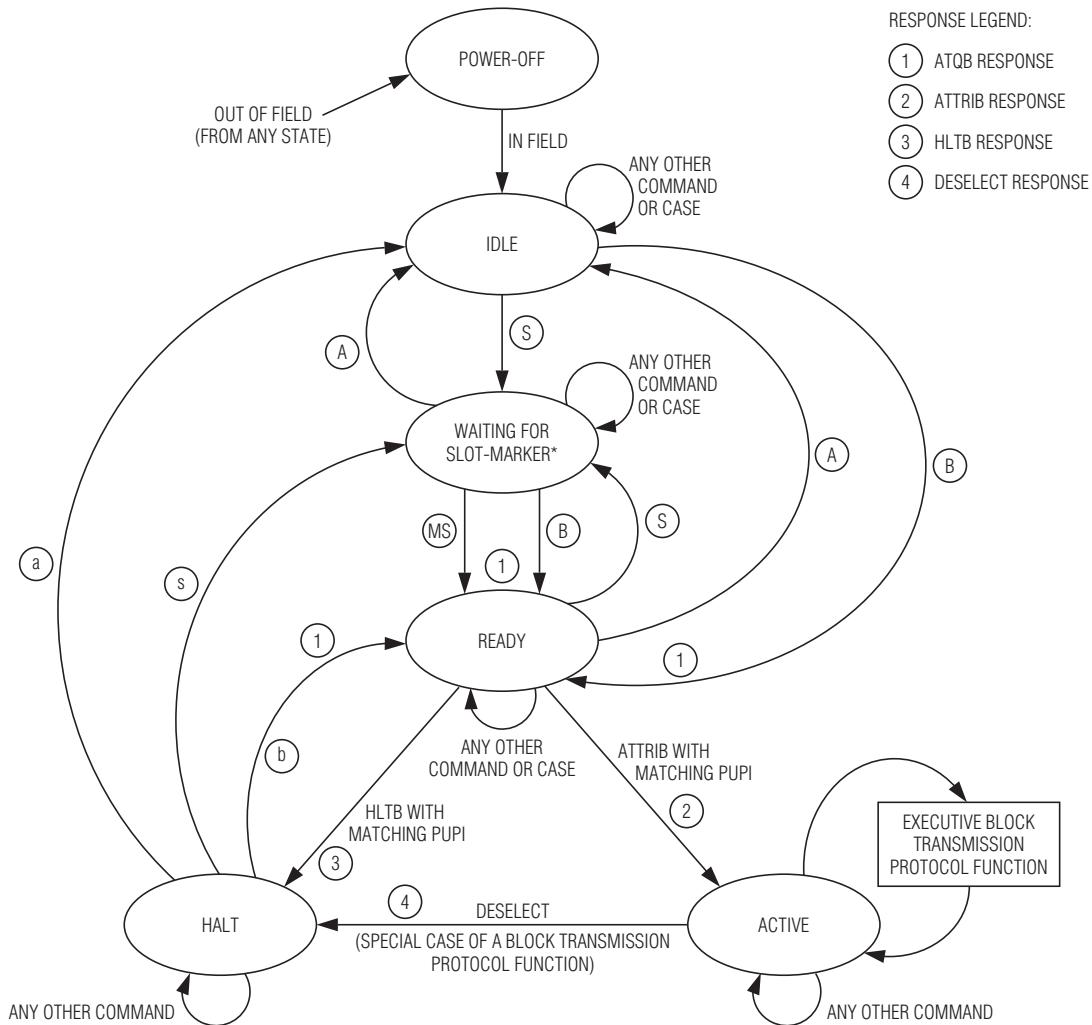 RESPONSE LEGEND:
1 ATQB RESPONSE
2 ATTRIB RESPONSE
3 HLTB RESPONSE
4 DESELECT RESPONSE
POWER-OFF
OUT OF FIELD
(FROM ANY STATE)
IN FIELD
ANY OTHER
COMMAND
OR CASE
IDLE
S
A
ANY OTHER
COMMAND
OR CASE
WAITING FOR
SLOT-MARKER*
A
B
MS
B
S
a
s
1
1
READY
1
b
ANY OTHER
COMMAND OR CASE
ATTRIB WITH
MATCHING PUPI
2
HLTB WITH
MATCHING PUPI
3
EXECUTIVE BLOCK
TRANSMISSION
PROTOCOL FUNCTION
HALT
4
DESELECT
(SPECIAL CASE OF A BLOCK TRANSMISSION
PROTOCOL FUNCTION)
ACTIVE
ANY OTHER COMMAND
ANY OTHER COMMAND